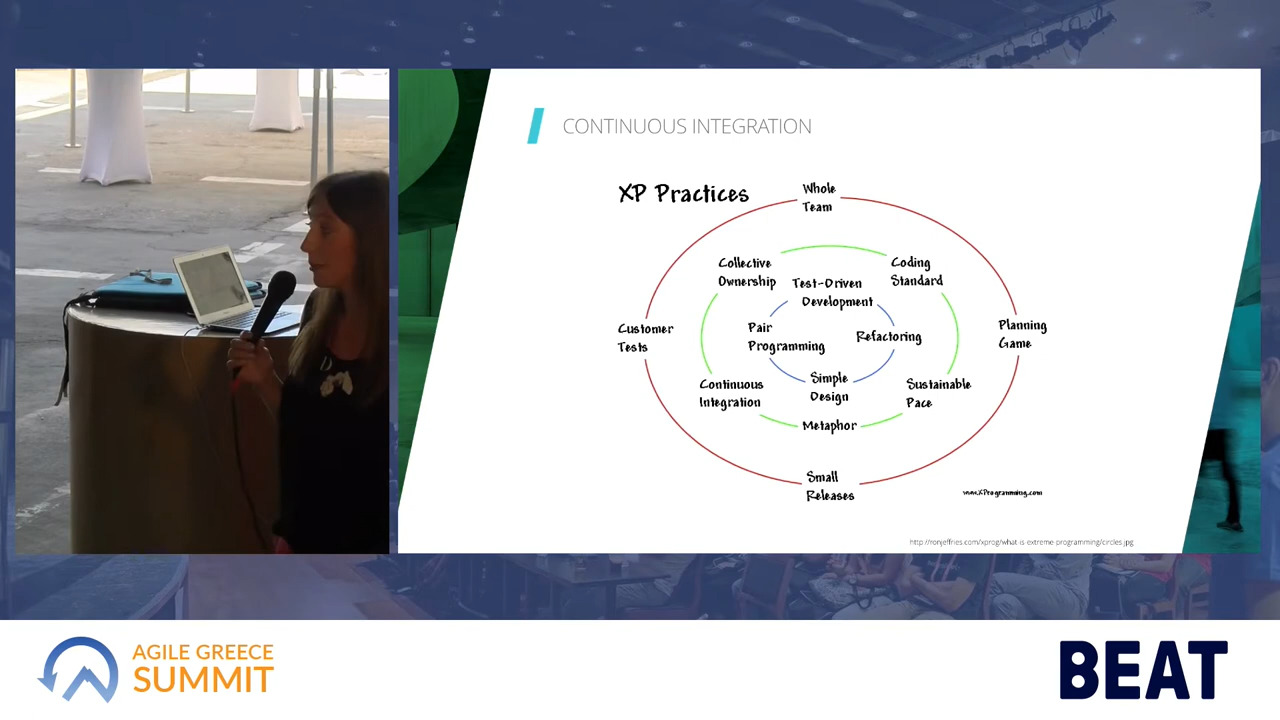 CONTINUOUS INTEGRATION
XP Practices
Whole
Team
Collective
Ownership
Coding
Standard
Test-Driven
Development
Customer
Tests
Pair
Programming
Refactoring
Planning
Game
Continuous
Integration
Simple
Design
Sustainable
Pace
Metaphor
Small
Releases
www.XProgramming.com
http://ronjeffries.com/xprog/what-is-extreme-programming/circles.jpg
AGILE GREECE
SUMMIT
BEAT